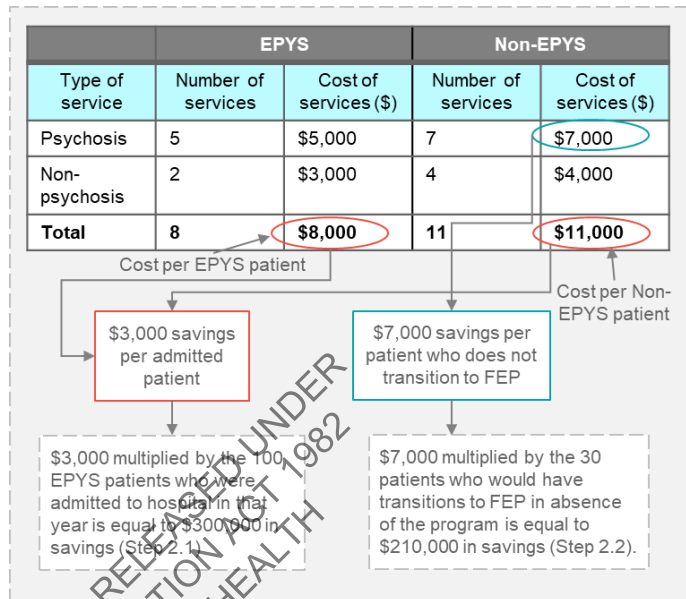 EPYS Non-EPYS
Type of service Number of services Cost of services ($) Number of services Cost of services ($)
Psychosis 5 $5,000 7 $7,000
Non-psychosis 2 $3,000 4 $4,000
Total 8 $8,000 11 $11,000
Cost per EPYS patient
Cost per Non-
EPYS patient
$3,000 savings
per admitted
patient
$7,000 savings per
patient who does not
transition to FEP
$3,000 multiplied by the 100
EPYS patients who were
admitted to hospital in that
year is equal to $300,000 in
savings (Step 2.1)
$7,000 multiplied by the 30
patients who would have
transitions to FEP in absence
of the program is equal to
$210,000 in savings (Step 2.2).
RELEASED UNDER
TION ACT 1982
HEALTH